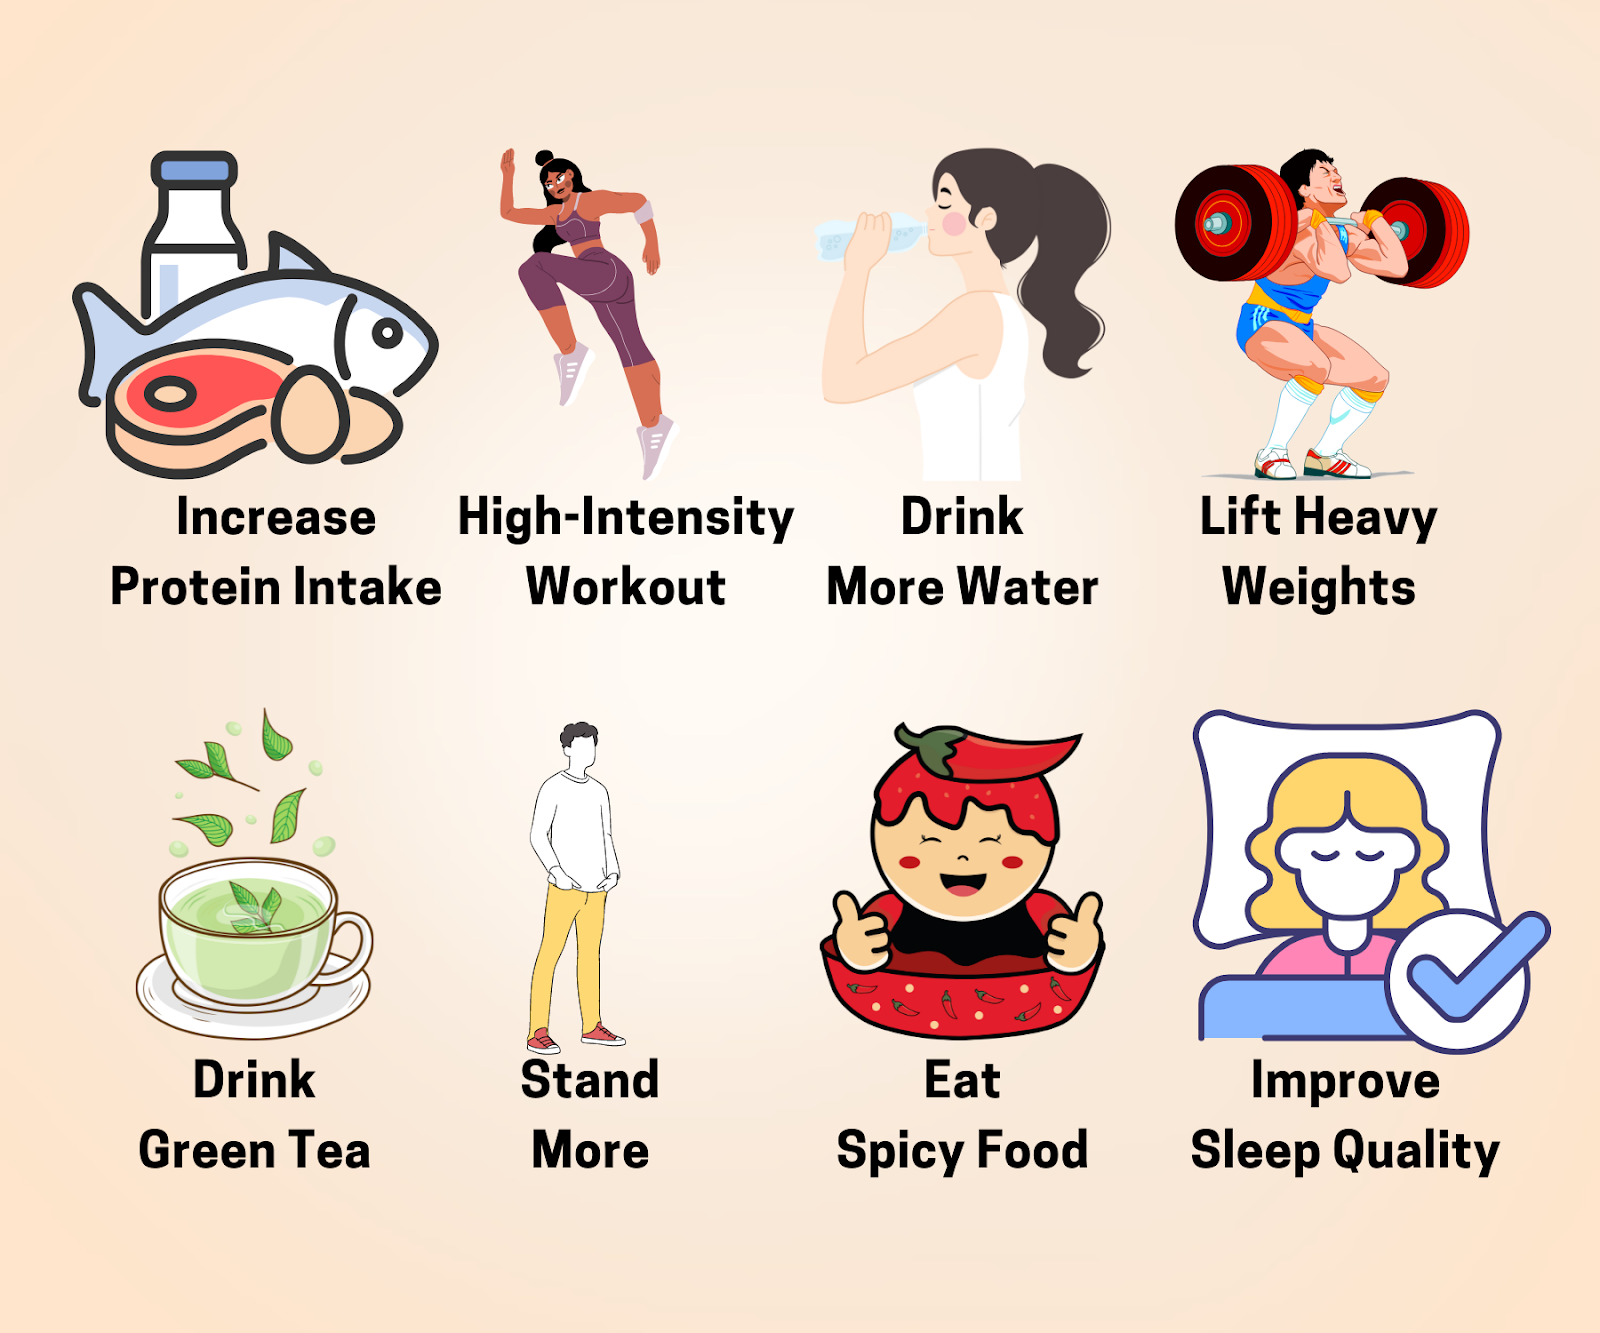 Increase
Protein Intake
High-Intensity
Workout
Drink
More Water
Lift Heavy
Weights
Drink
Green Tea
Stand
More
Eat
Spicy Food
Improve
Sleep Quality